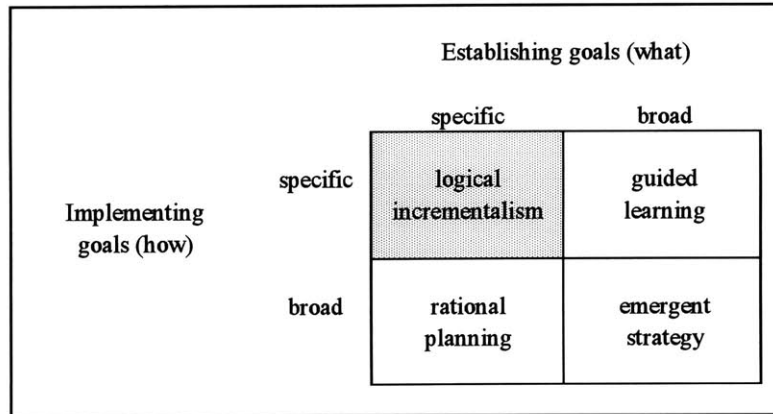 Establishing goals (what)
specific broad
specific logical incrementalism guided learning
Implementing goals (how)
broad rational planning emergent strategy